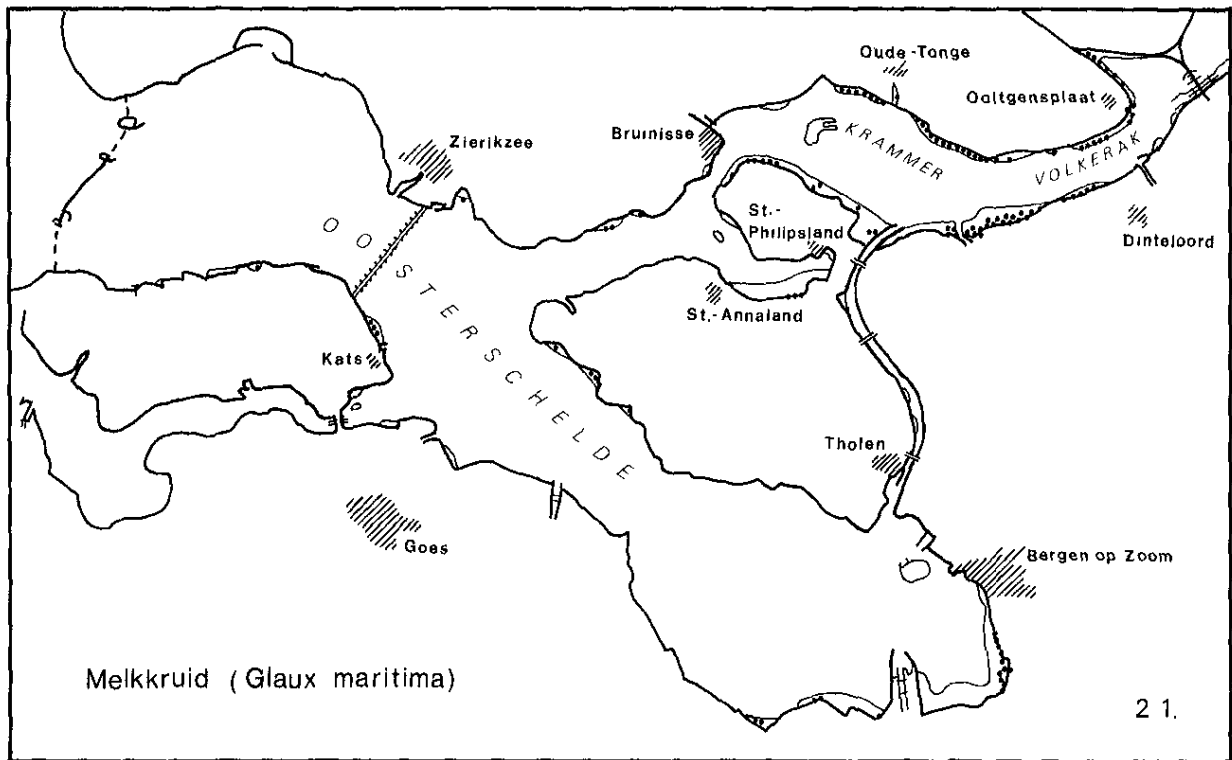 Oude-Tonge
Ooltgensplaat
Bruinisse
KRAMMER
VOLKERAK
Zierikzee
St.-
Philipsland
Dinteloord
OOSTERSCHELDE
St.-Annaland
Kats
Tholen
Goes
Bergen op Zoom
Melkkruid (Glaux maritima)
21.